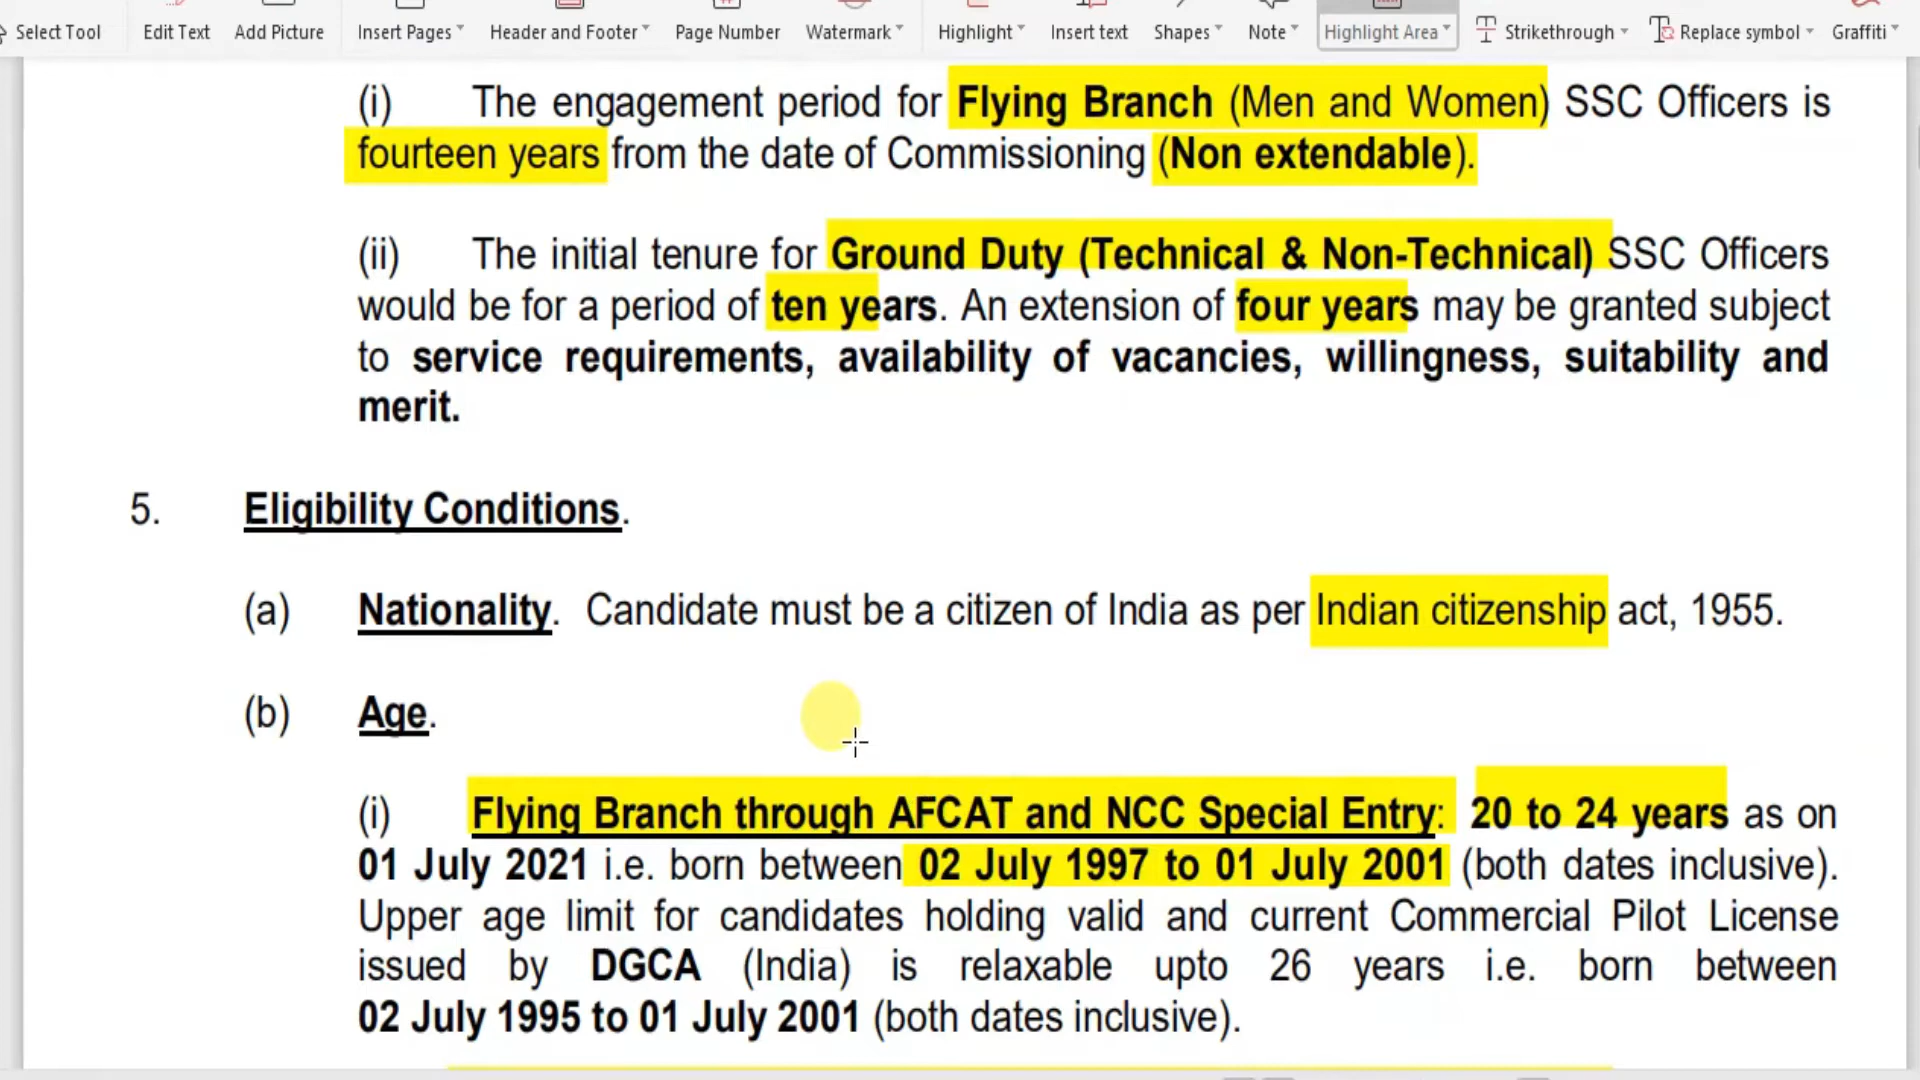 Select Tool Edit Text Add Picture Insert Pages Header and Footer Page Number Watermark Highlight Insert text Shapes Note Highlight Area Strikethrough Replace symbol Graffiti
(i) The engagement period for Flying Branch (Men and Women) SSC Officers is
fourteen years from the date of Commissioning (Non extendable).
(ii) The initial tenure for Ground Duty (Technical & Non-Technical) SSC Officers
would be for a period of ten years. An extension of four years may be granted subject
to service requirements, availability of vacancies, willingness, suitability and
merit.
5. Eligibility Conditions.
(a) Nationality. Candidate must be a citizen of India as per Indian citizenship act, 1955.
(b) Age.
(i) Flying Branch through AFCAT and NCC Special Entry: 20 to 24 years as on
01 July 2021 i.e. born between 02 July 1997 to 01 July 2001 (both dates inclusive).
Upper age limit for candidates holding valid and current Commercial Pilot License
issued by DGCA (India) is relaxable upto 26 years i.e. born between
02 July 1995 to 01 July 2001 (both dates inclusive).